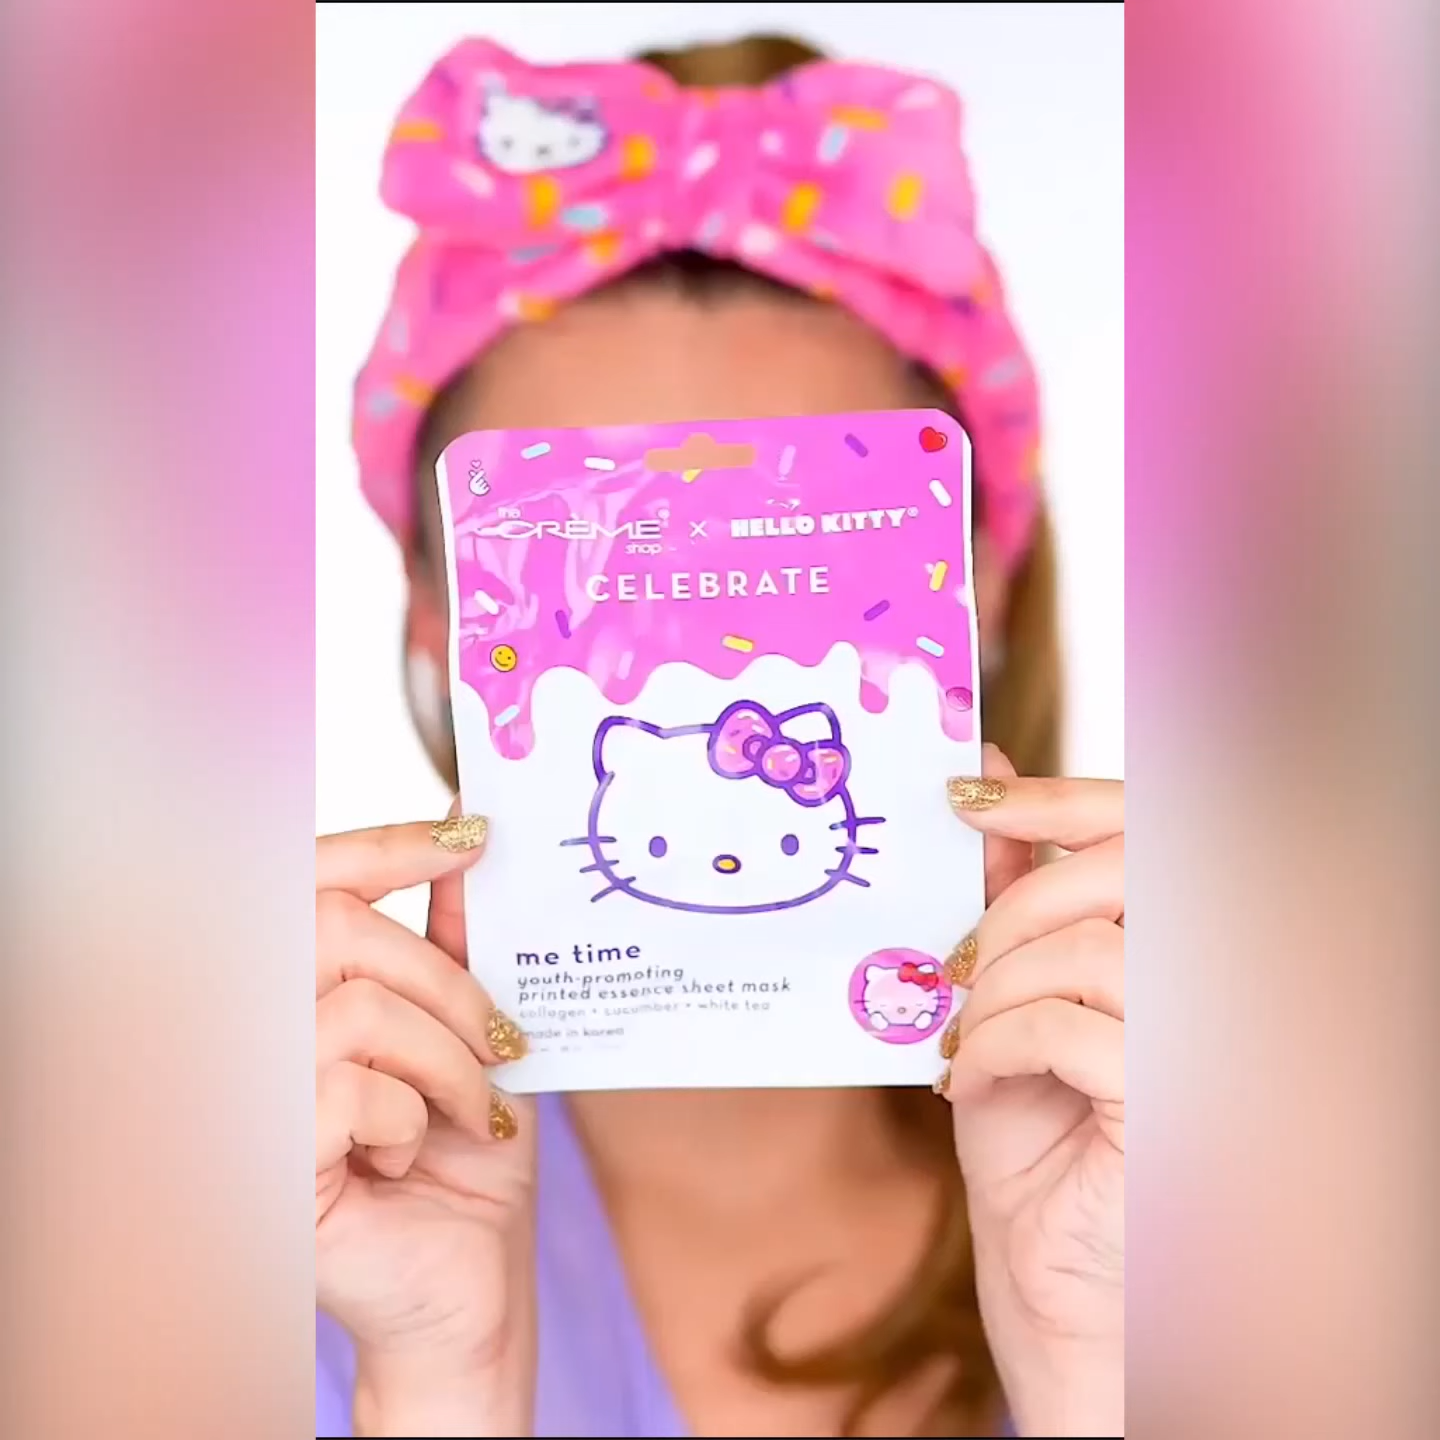 the CRÈME shop x HELLO KITTY®
CELEBRATE
me time
youth-promoting
printed essence sheet mask
collagen • cucumber • white tea
made in korea